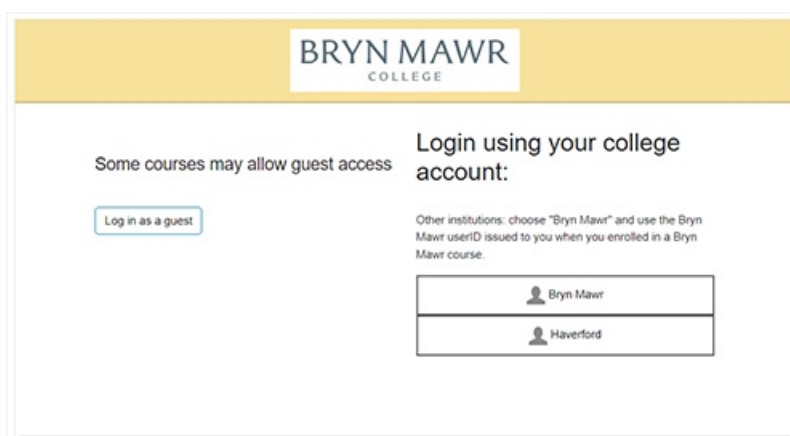 BRYN MAWR
COLLEGE
Some courses may allow guest access
Log in as a guest
Login using your college
account:
Other institutions: choose "Bryn Mawr" and use the Bryn
Mawr userID issued to you when you enrolled in a Bryn
Mawr course.
Bryn Mawr
Haverford